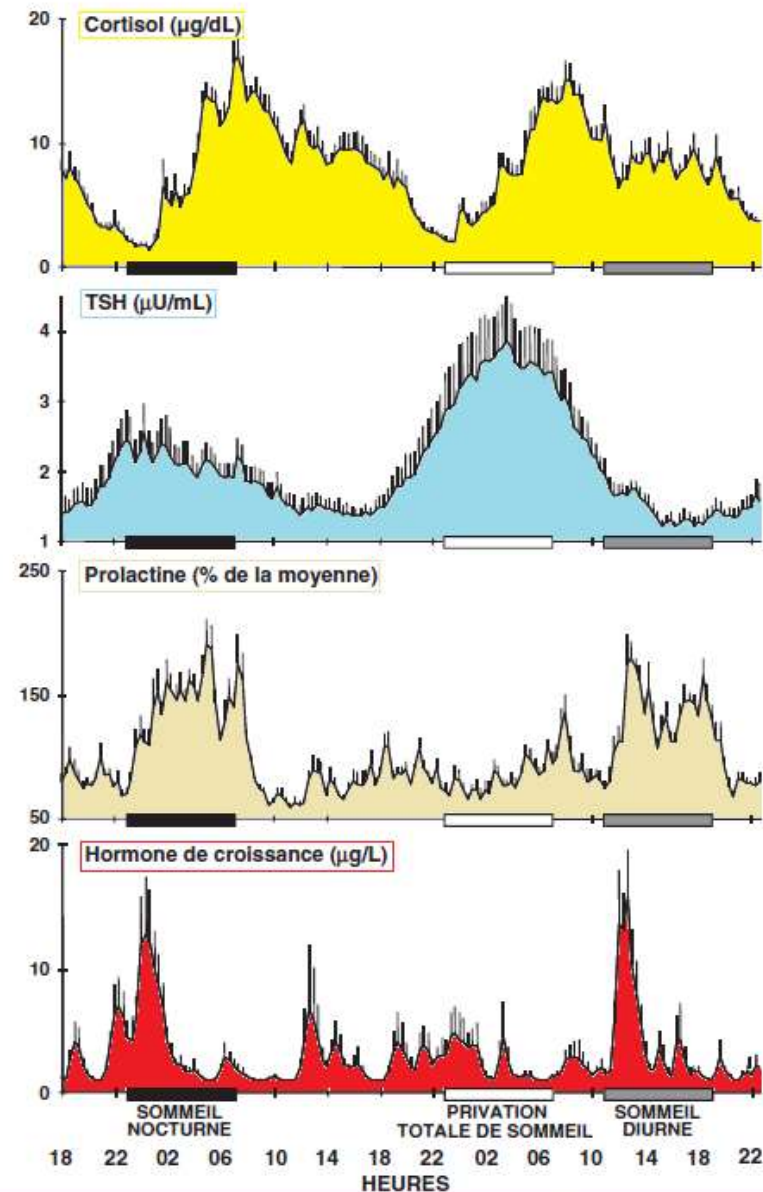 Cortisol (µg/dL)
20
10
0
TSH (µU/mL)
4
3
2
1
Prolactine (% de la moyenne)
250
150
50
Hormone de croissance (µg/L)
20
10
0
SOMMEIL
NOCTURNE
PRIVATION
TOTALE DE SOMMEIL
SOMMEIL
DIURNE
18 22 02 06 10 14 18 22 02 06 10 14 18 22
HEURES